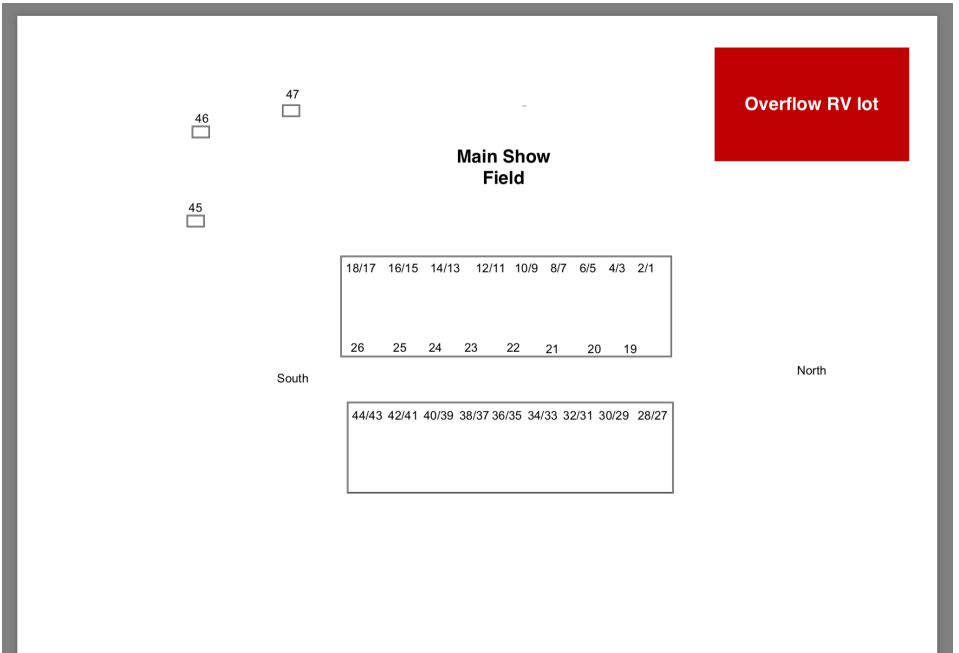 47
46
Overflow RV lot
Main Show
Field
45
18/17 16/15 14/13 12/11 10/9 8/7 6/5 4/3 2/1
26 25 24 23 22 21 20 19
South
North
44/43 42/41 40/39 38/37 36/35 34/33 32/31 30/29 28/27